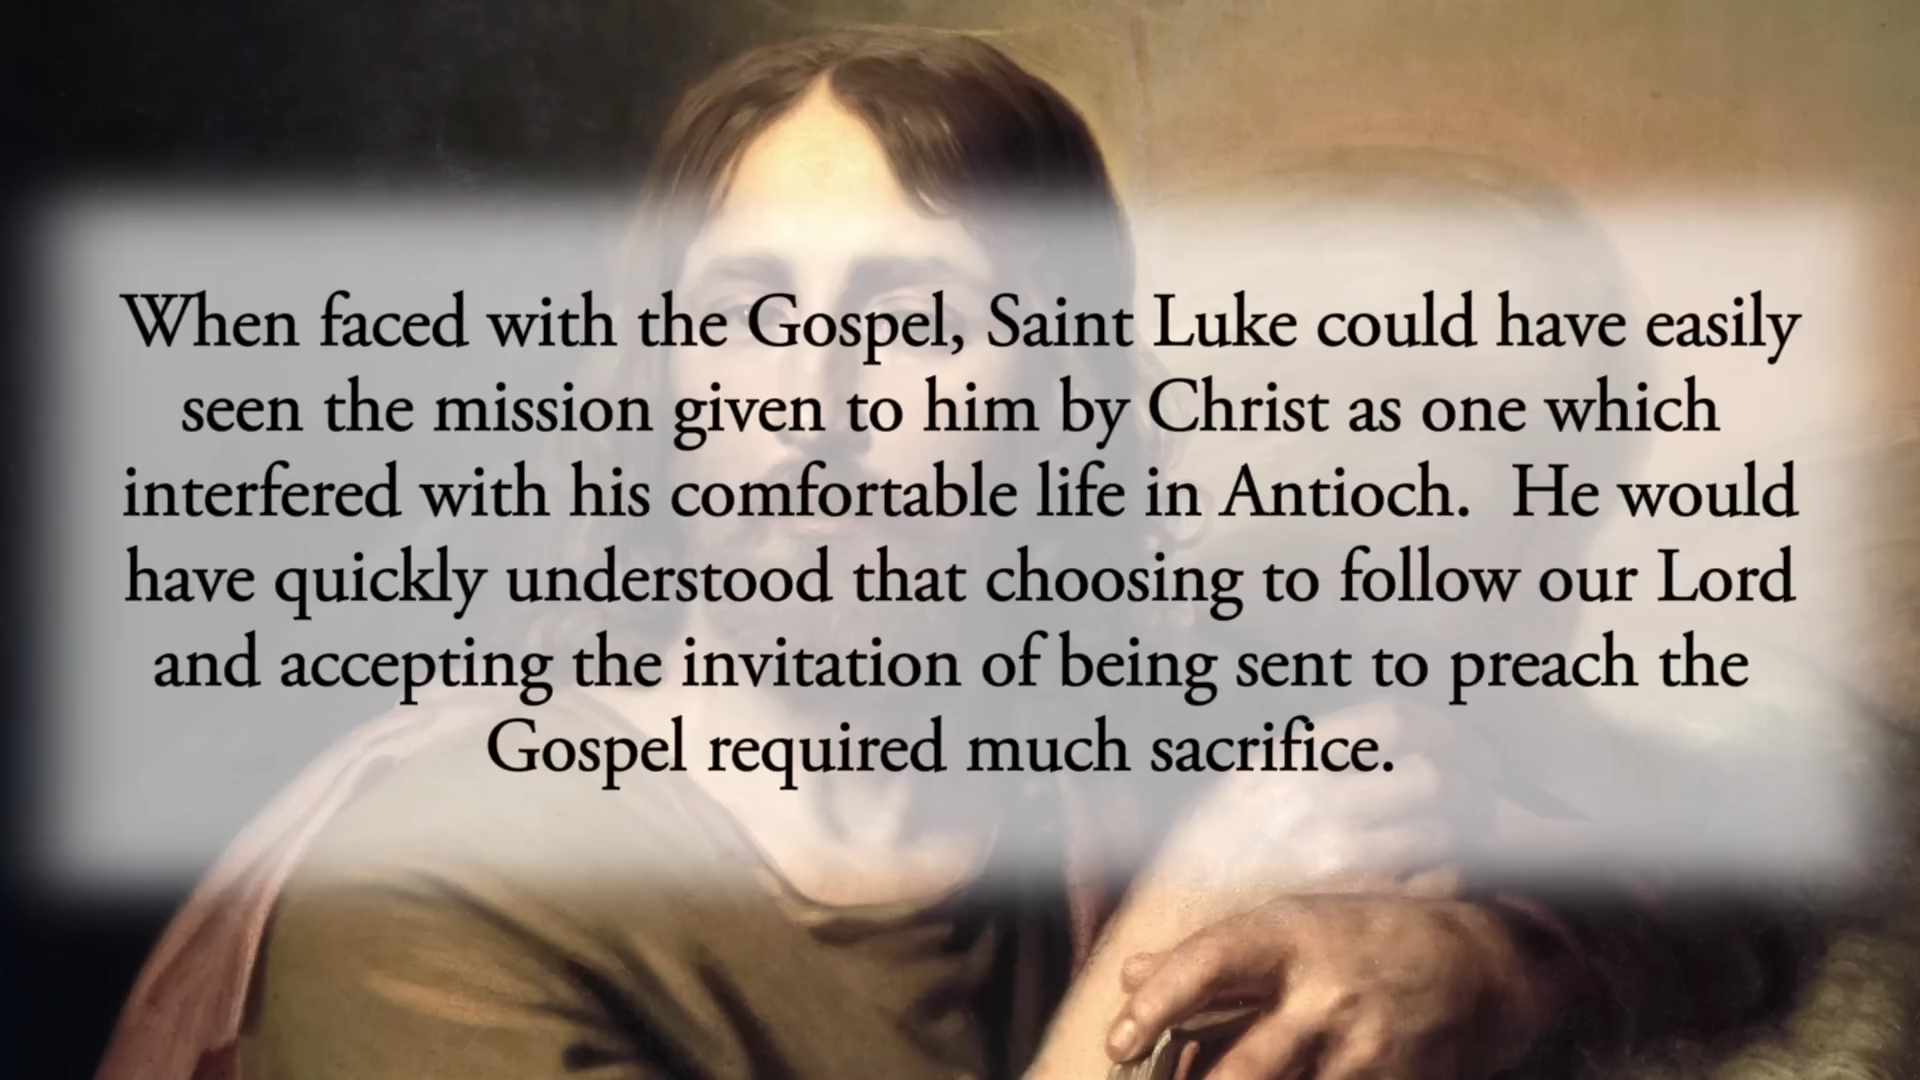 When faced with the Gospel, Saint Luke could have easily
seen the mission given to him by Christ as one which
interfered with his comfortable life in Antioch.  He would
have quickly understood that choosing to follow our Lord
and accepting the invitation of being sent to preach the
Gospel required much sacrifice.